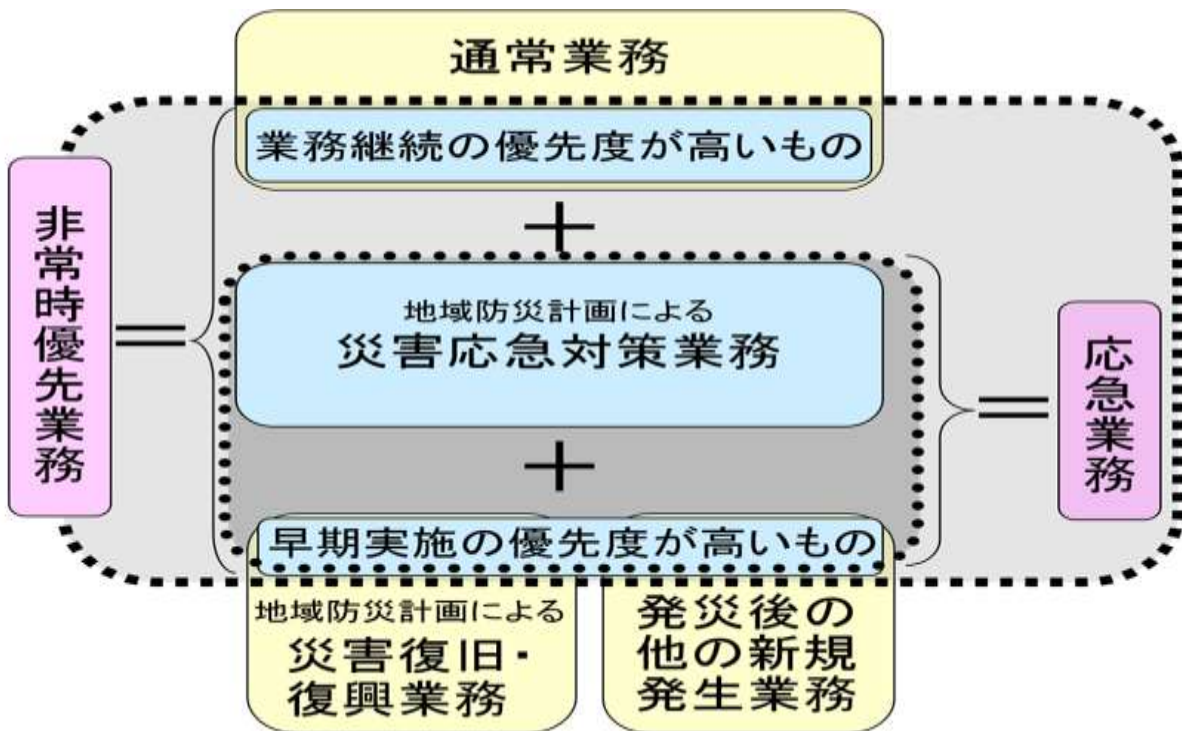 通常業務
業務継続の優先度が高いもの
＋
非常時優先業務
＝
地域防災計画による
災害応急対策業務
＝
応急業務
＋
早期実施の優先度が高いもの
地域防災計画による
災害復旧・
復興業務
発災後の
他の新規
発生業務